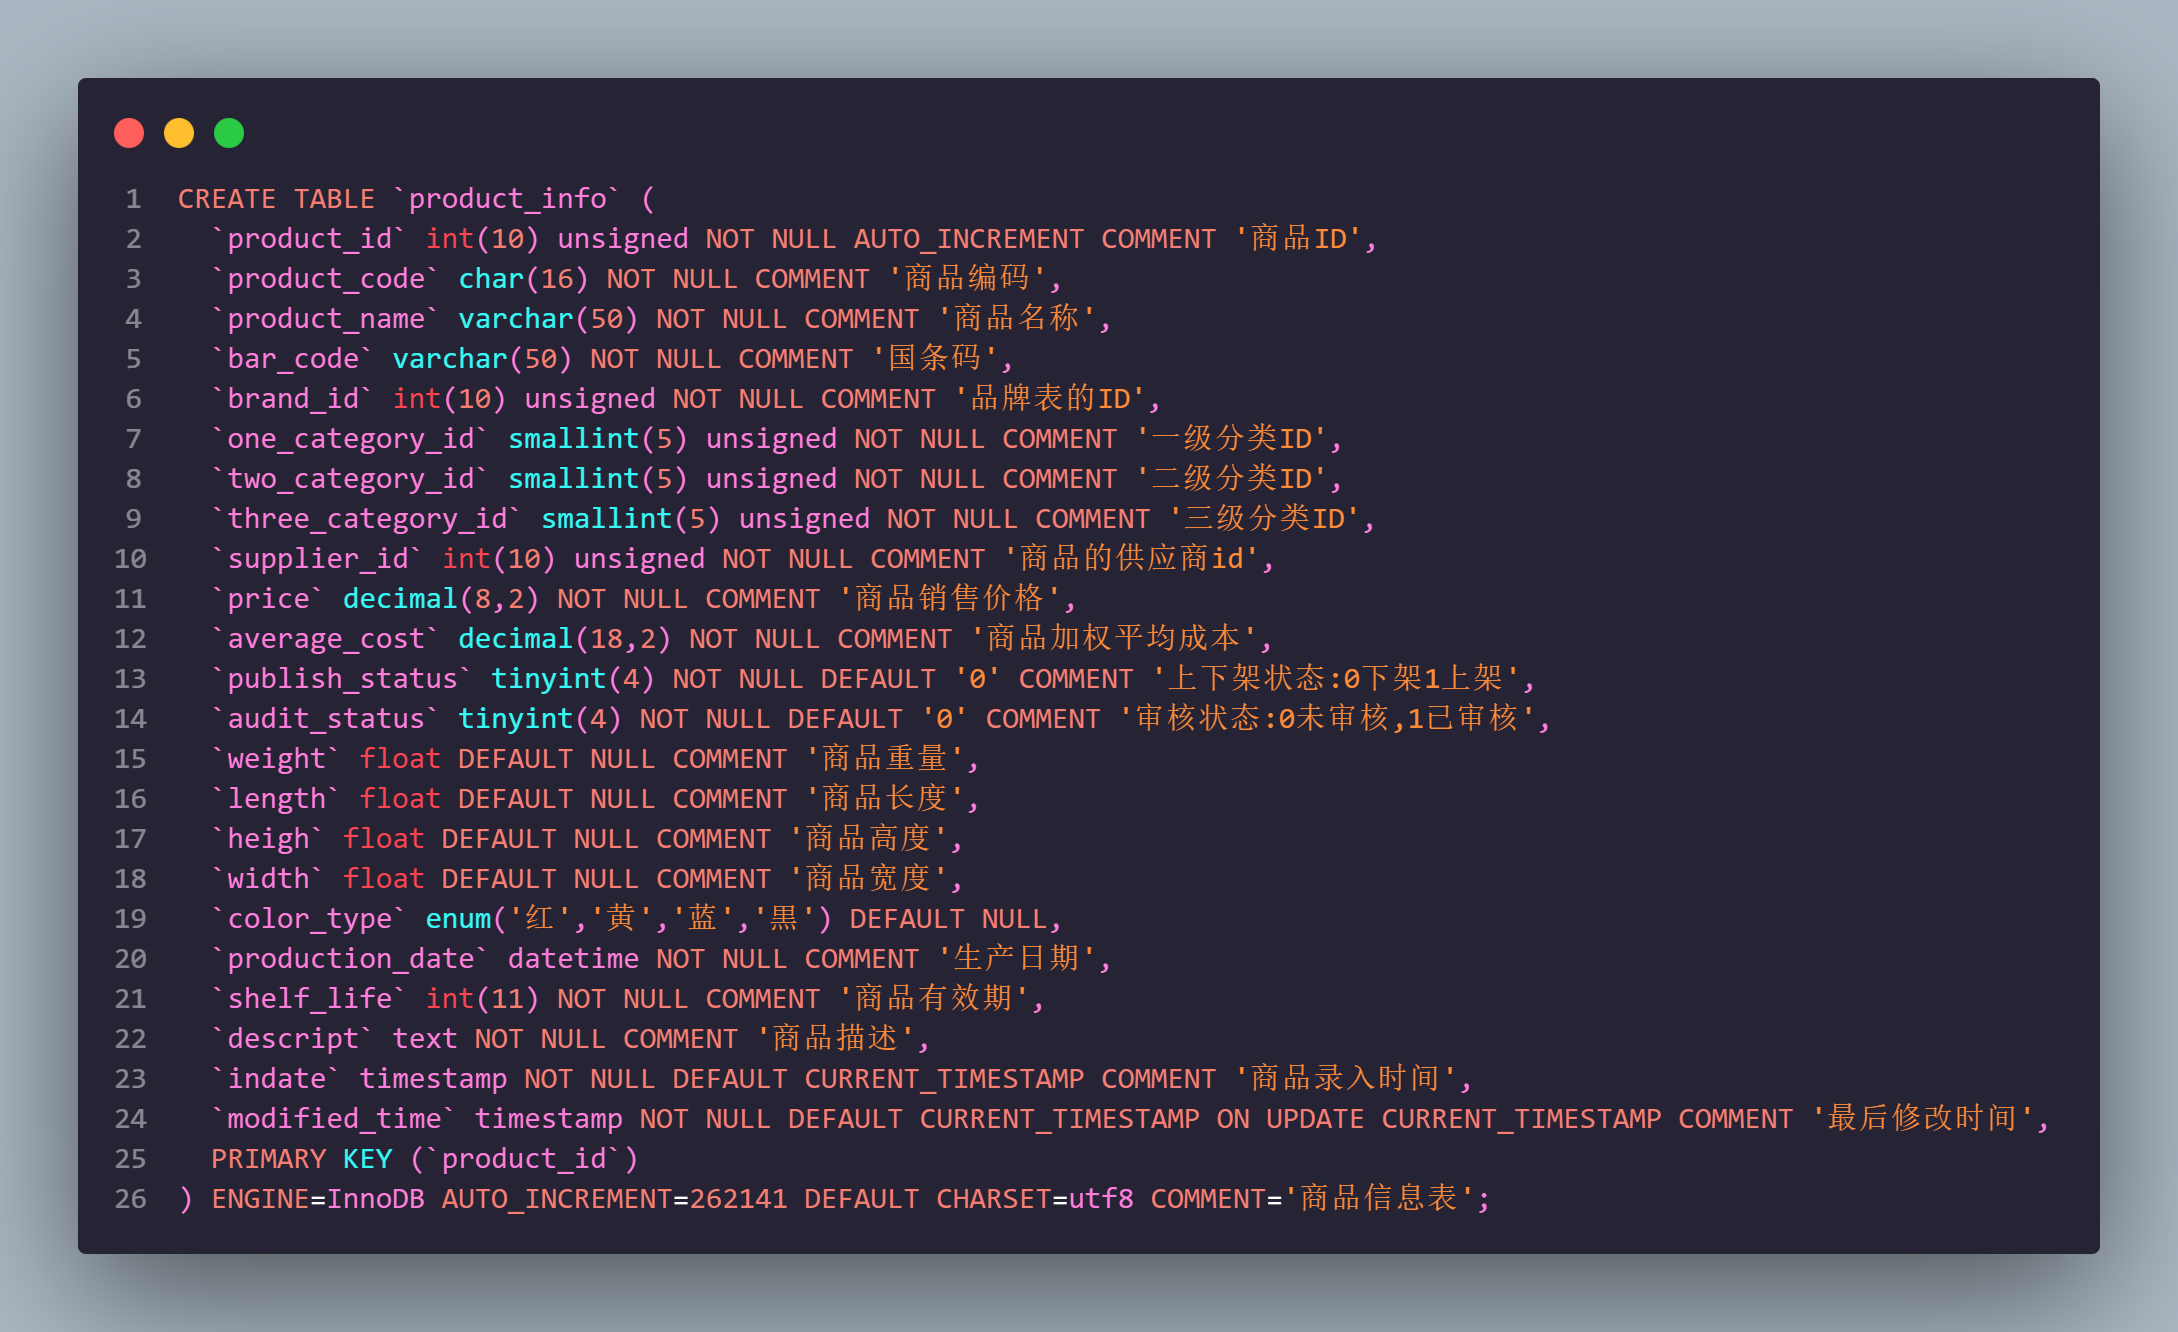 1 CREATE TABLE `product_info` (
2 `product_id` int(10) unsigned NOT NULL AUTO_INCREMENT COMMENT '商品ID',
3 `product_code` char(16) NOT NULL COMMENT '商品编码',
4 `product_name` varchar(50) NOT NULL COMMENT '商品名称',
5 `bar_code` varchar(50) NOT NULL COMMENT '国条码',
6 `brand_id` int(10) unsigned NOT NULL COMMENT '品牌表的ID',
7 `one_category_id` smallint(5) unsigned NOT NULL COMMENT '一级分类ID',
8 `two_category_id` smallint(5) unsigned NOT NULL COMMENT '二级分类ID',
9 `three_category_id` smallint(5) unsigned NOT NULL COMMENT '三级分类ID',
10 `supplier_id` int(10) unsigned NOT NULL COMMENT '商品的供应商id',
11 `price` decimal(8,2) NOT NULL COMMENT '商品销售价格',
12 `average_cost` decimal(18,2) NOT NULL COMMENT '商品加权平均成本',
13 `publish_status` tinyint(4) NOT NULL DEFAULT '0' COMMENT '上下架状态:0下架1上架',
14 `audit_status` tinyint(4) NOT NULL DEFAULT '0' COMMENT '审核状态:0未审核,1已审核',
15 `weight` float DEFAULT NULL COMMENT '商品重量',
16 `length` float DEFAULT NULL COMMENT '商品长度',
17 `heigh` float DEFAULT NULL COMMENT '商品高度',
18 `width` float DEFAULT NULL COMMENT '商品宽度',
19 `color_type` enum('红','黄','蓝','黑') DEFAULT NULL,
20 `production_date` datetime NOT NULL COMMENT '生产日期',
21 `shelf_life` int(11) NOT NULL COMMENT '商品有效期',
22 `descript` text NOT NULL COMMENT '商品描述',
23 `indate` timestamp NOT NULL DEFAULT CURRENT_TIMESTAMP COMMENT '商品录入时间',
24 `modified_time` timestamp NOT NULL DEFAULT CURRENT_TIMESTAMP ON UPDATE CURRENT_TIMESTAMP COMMENT '最后修改时间',
25 PRIMARY KEY (`product_id`)
26 ) ENGINE=InnoDB AUTO_INCREMENT=262141 DEFAULT CHARSET=utf8 COMMENT='商品信息表';